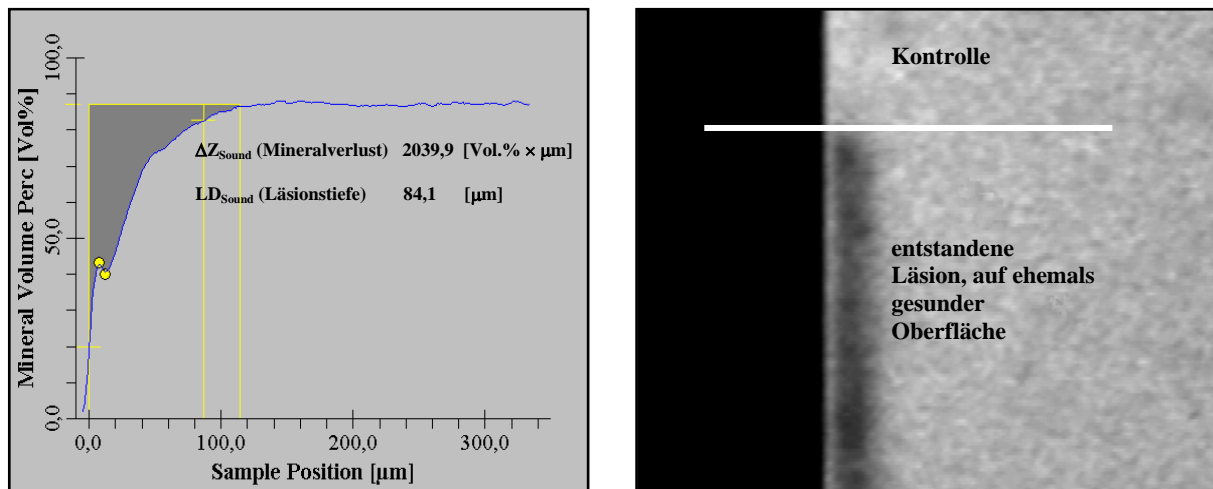 100,0
50,0
0,0
Mineral Volume Perc [Vol%]
ΔZSound (Mineralverlust) 2039,9 [Vol.% × µm]
LDSound (Läsionstiefe) 84,1 [µm]
0,0 100,0 200,0 300,0
Sample Position [µm]
Kontrolle
entstandene
Läsion, auf ehemals
gesunder
Oberfläche